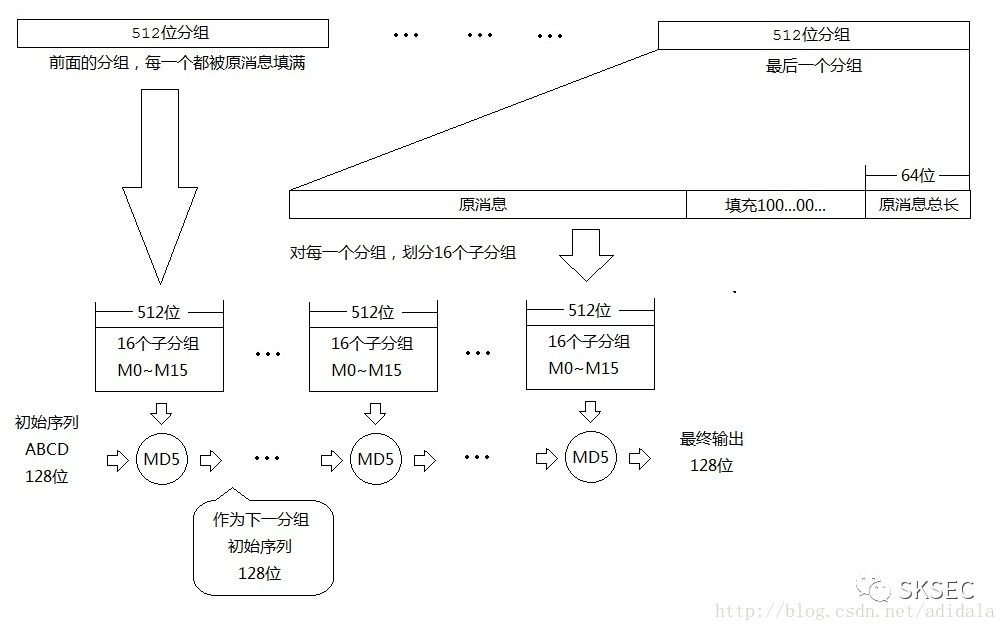 512位分组
512位分组
前面的分组，每一个都被原消息填满
最后一个分组
64位
原消息
填充100...00...
原消息总长
对每一个分组，划分16个子分组
512位
512位
512位
16个子分组
M0~M15
16个子分组
M0~M15
16个子分组
M0~M15
初始序列
ABCD
128位
MD5
MD5
MD5
最终输出
128位
作为下一分组
初始序列
128位
SKSEC
http://blog.csdn.net/adidala